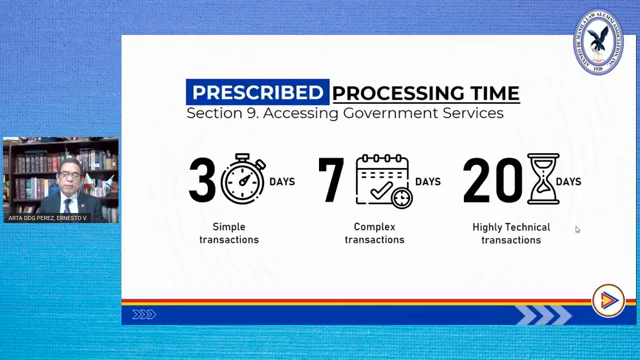 PRESCRIBED PROCESSING TIME
Section 9. Accessing Government Services
3 DAYS
Simple
transactions
7 DAYS
Complex
transactions
20 DAYS
Highly Technical
transactions
ARTA DDG PEREZ, ERNESTO V.